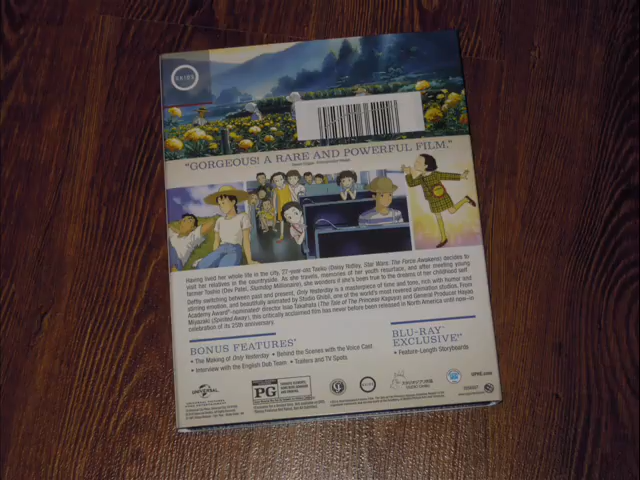 GKIDS
"GORGEOUS! A RARE AND POWERFUL FILM."
Having lived her whole life in the city, 27-year-old Taeko (Daisy Ridley, Star Wars: The Force Awakens) decides to
visit her relatives in the countryside. As she travels, memories of her youth resurface, and after meeting young
farmer Toshio (Dev Patel, Slumdog Millionaire), she wonders if she's been true to the dreams of her childhood self.
Deftly switching between past and present, Only Yesterday is a masterpiece of time and tone, rich with humor and
stirring emotion, and beautifully animated by Studio Ghibli, one of the world's most revered animation studios. From
Academy Award®-nominated director Isao Takahata (The Tale of The Princess Kaguya) and General Producer Hayao
Miyazaki (Spirited Away), this critically acclaimed film has never before been released in North America until now—in
celebration of its 25th anniversary.
BONUS FEATURES
• The Making of Only Yesterday • Behind the Scenes with the Voice Cast
• Interview with the English Dub Team • Trailers and TV Spots
BLU-RAY™
EXCLUSIVE!
• Feature-Length Storyboards
UNIVERSAL
PG
UPHE.COM